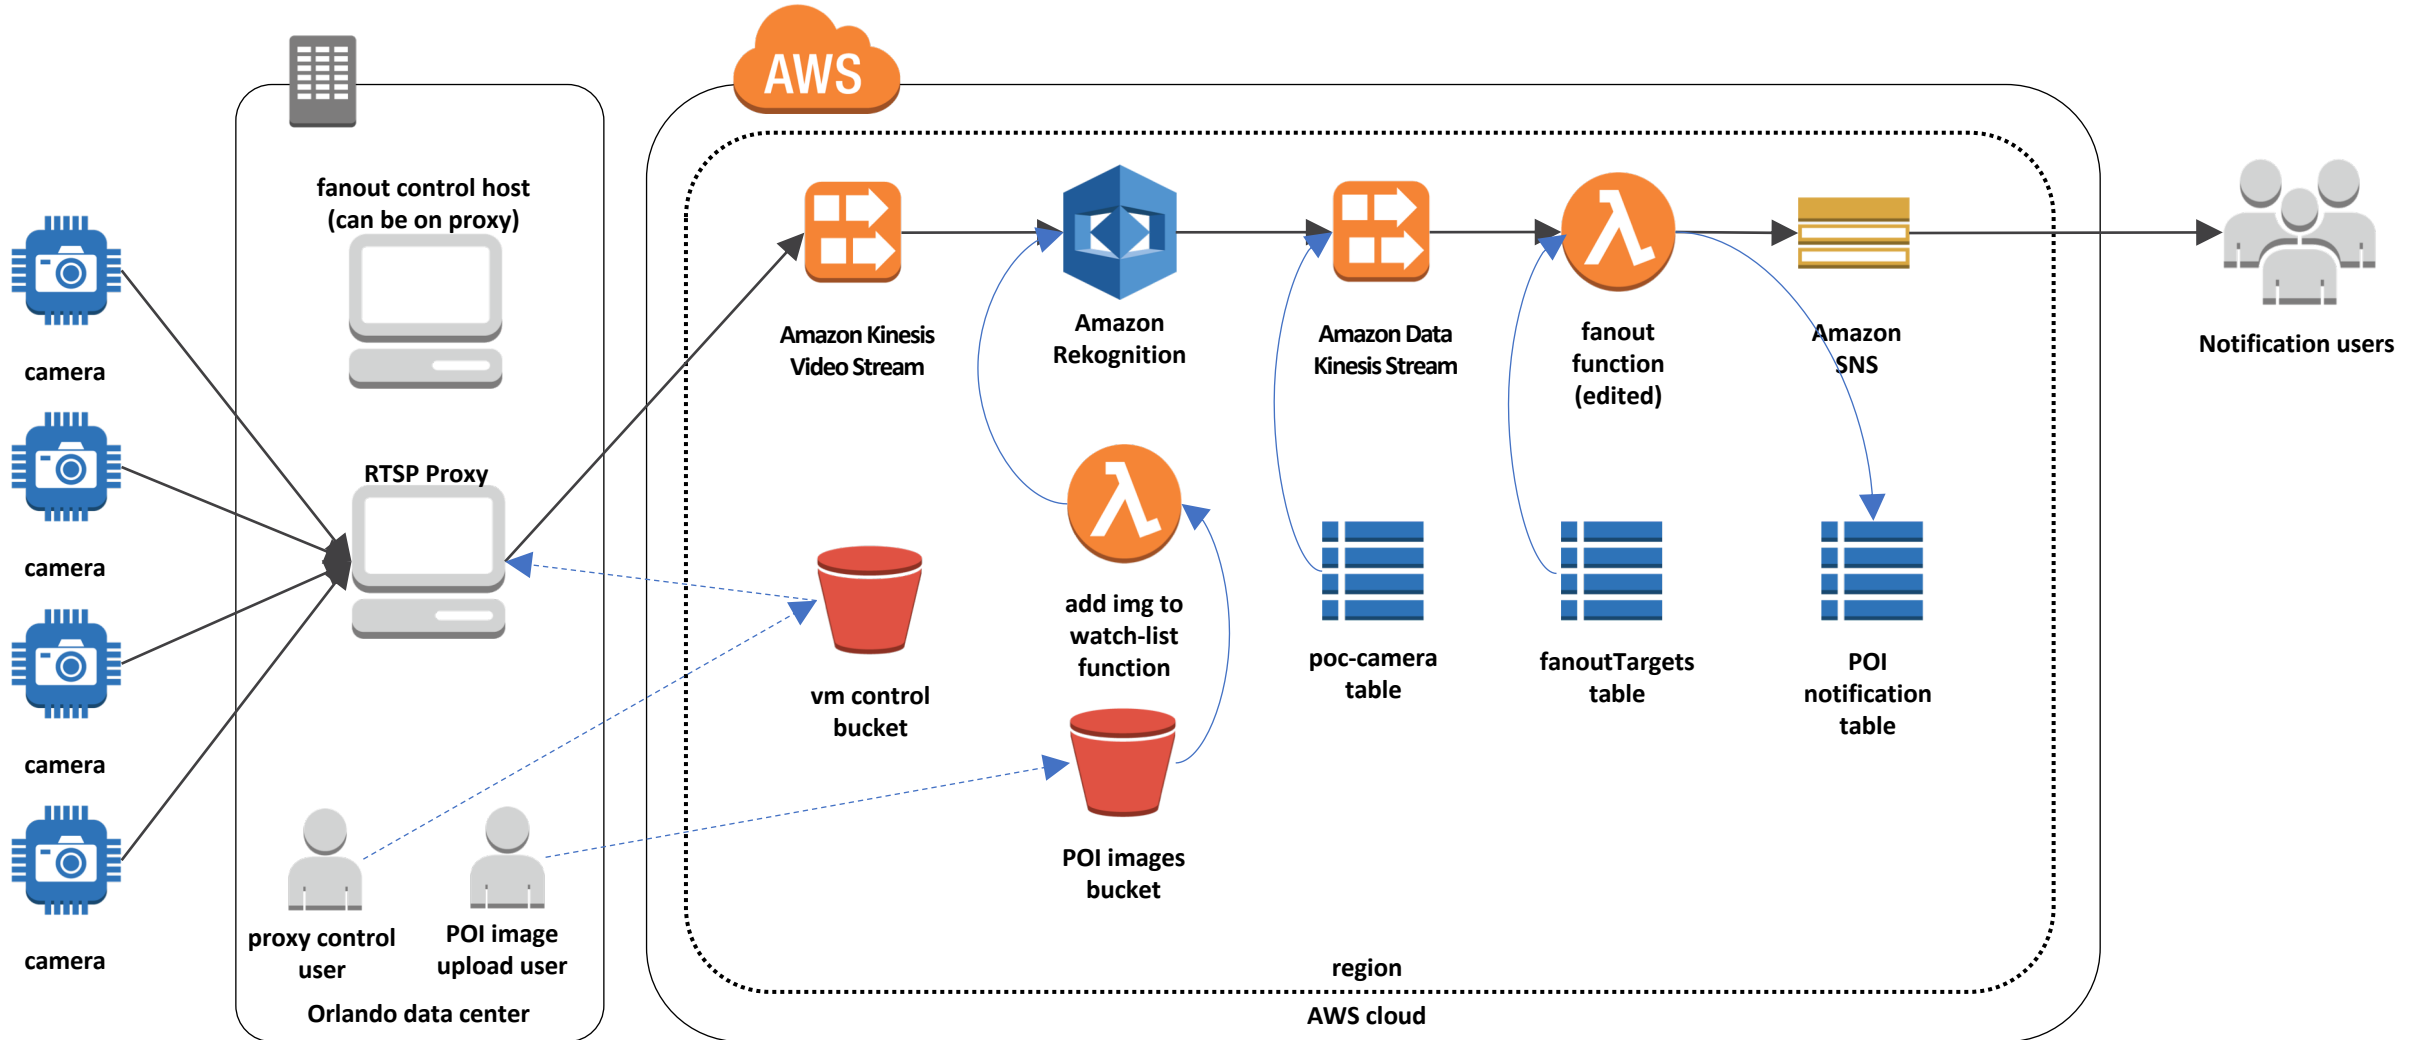 AWS
fanout control host
(can be on proxy)
camera
camera
camera
camera
RTSP Proxy
proxy control
user
POI image
upload user
Orlando data center
Amazon Kinesis
Video Stream
Amazon
Rekognition
Amazon Data
Kinesis Stream
fanout
function
(edited)
Amazon
SNS
Notification users
add img to
watch-list
function
vm control
bucket
POI images
bucket
poc-camera
table
fanoutTargets
table
POI
notification
table
region
AWS cloud